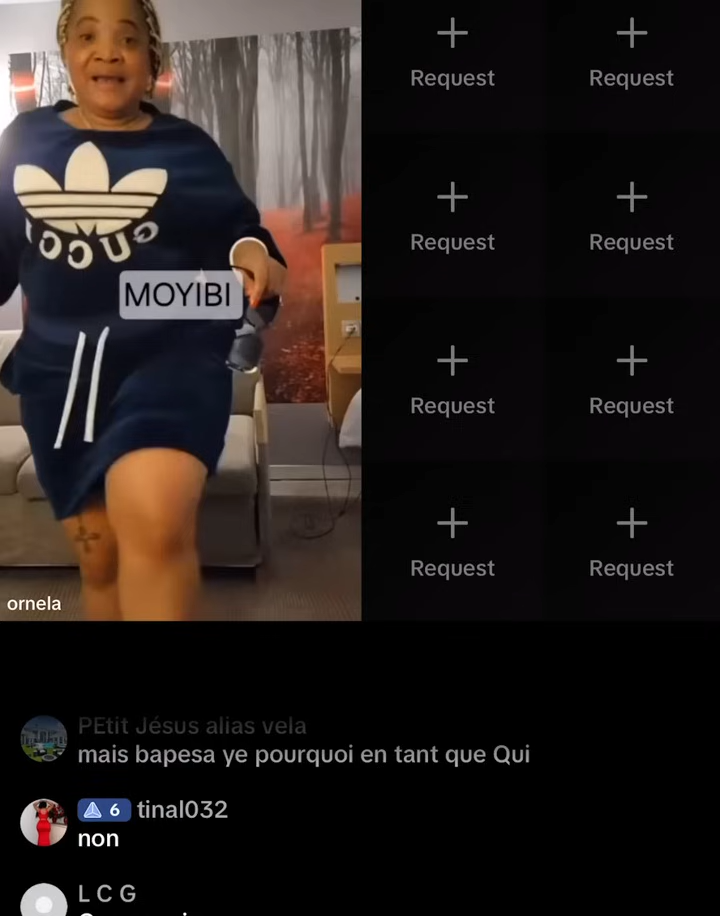 GUCCI
MOYIBI
ornela
+ Request
+ Request
+ Request
+ Request
+ Request
+ Request
+ Request
+ Request
PEtit Jésus alias vela
mais bapesa ye pourquoi en tant que Qui
6 tinal032
non
L C G